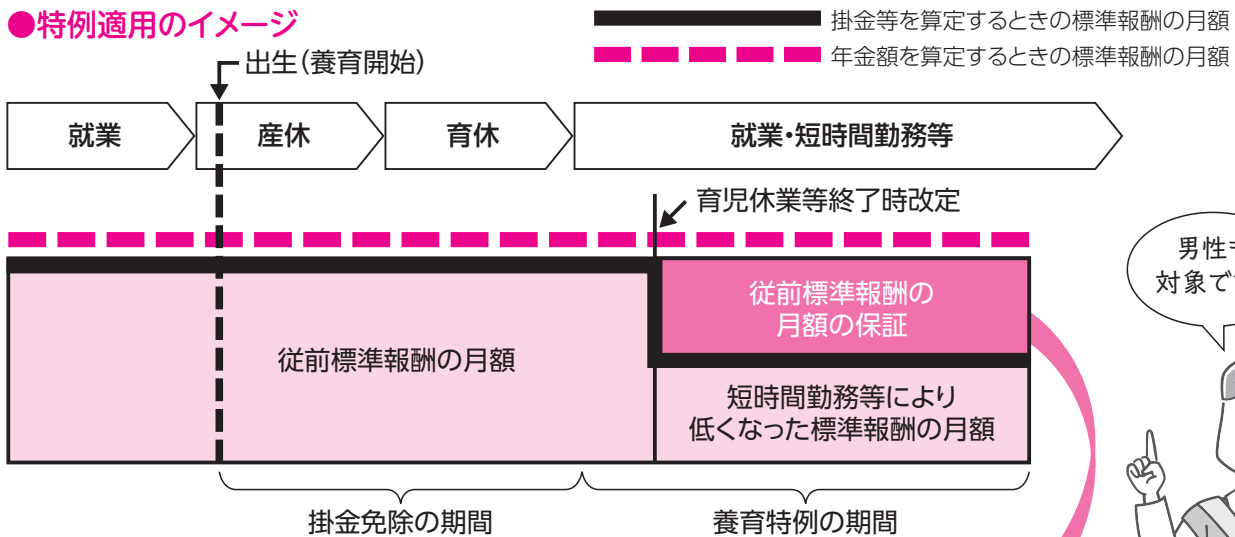 ●特例適用のイメージ
掛金等を算定するときの標準報酬の月額
年金額を算定するときの標準報酬の月額
出生(養育開始)
就業
産休
育休
就業・短時間勤務等
育児休業等終了時改定
男性
対象で
従前標準報酬の
月額の保証
従前標準報酬の月額
短時間勤務等により
低くなった標準報酬の月額
掛金免除の期間
養育特例の期間